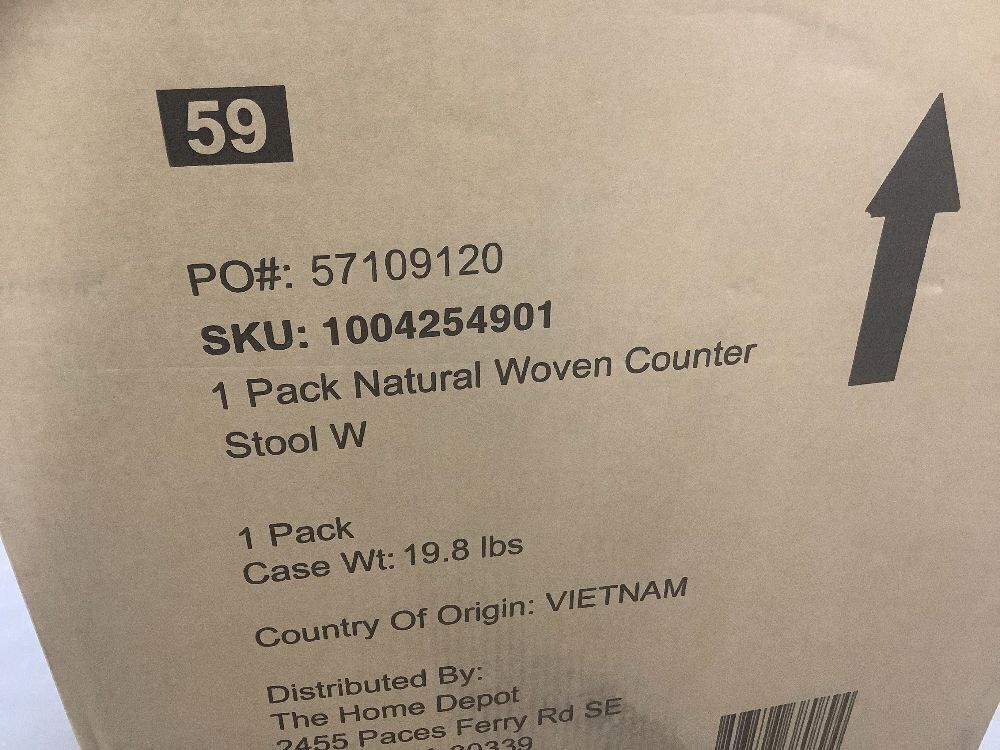 59
PO#: 57109120
SKU: 1004254901
1 Pack Natural Woven Counter
Stool W
1 Pack
Case Wt: 19.8 lbs
Country Of Origin: VIETNAM
Distributed By:
The Home Depot
2455 Paces Ferry Rd SE
30339